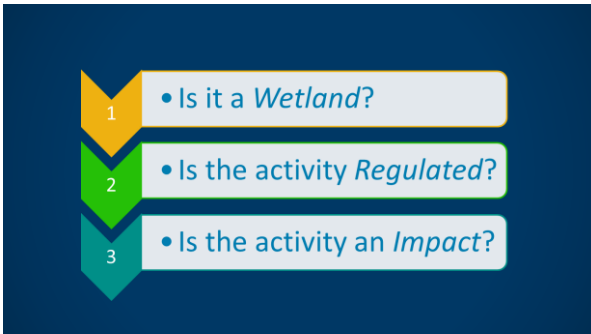 1
• Is it a Wetland?
2
• Is the activity Regulated?
3
• Is the activity an Impact?